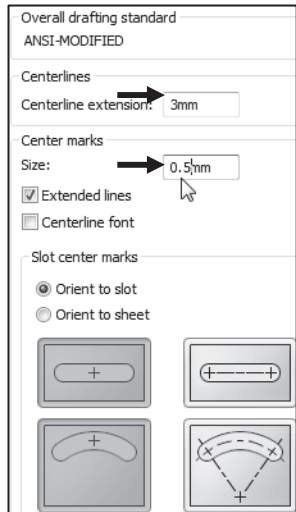 Overall drafting standard
ANSI-MODIFIED
Centerlines
Centerline extension: 3mm
Center marks
Size: 0.5mm
Extended lines
Centerline font
Slot center marks
Orient to slot
Orient to sheet